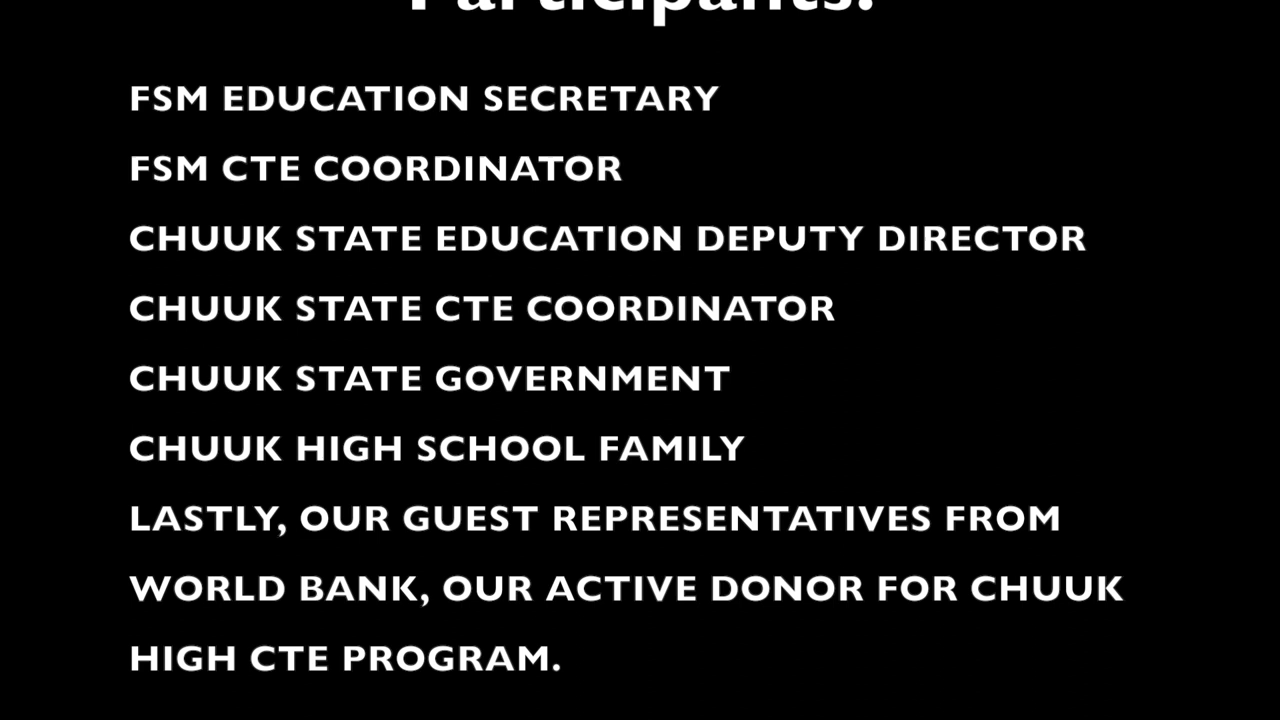 Participants:
FSM EDUCATION SECRETARY
FSM CTE COORDINATOR
CHUUK STATE EDUCATION DEPUTY DIRECTOR
CHUUK STATE CTE COORDINATOR
CHUUK STATE GOVERNMENT
CHUUK HIGH SCHOOL FAMILY
LASTLY, OUR GUEST REPRESENTATIVES FROM
WORLD BANK, OUR ACTIVE DONOR FOR CHUUK
HIGH CTE PROGRAM.